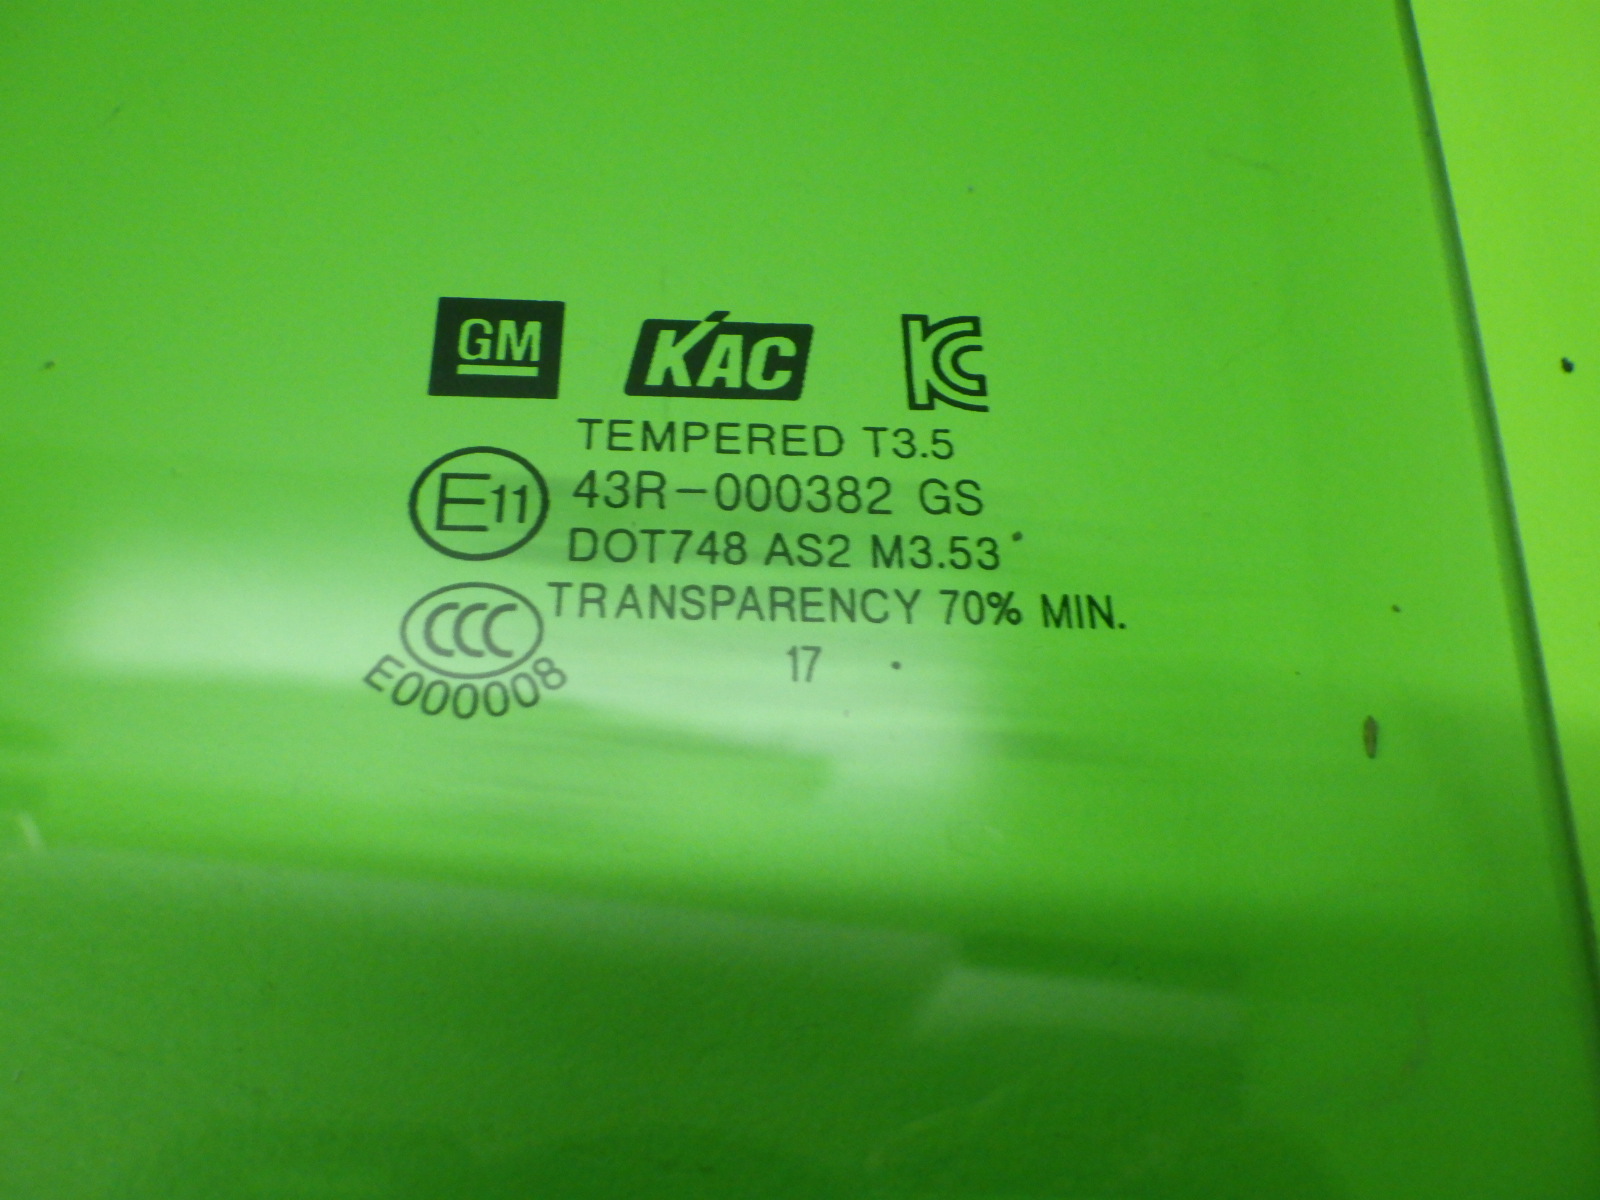 GM KAC KC
TEMPERED T3.5
E11 43R-000382 GS
DOT748 AS2 M3.53
CCC TRANSPARENCY 70% MIN.
E000008
17